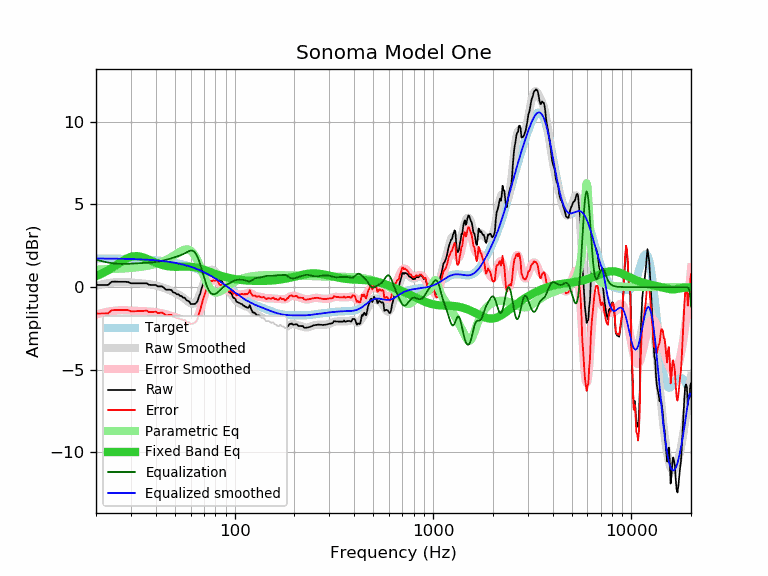 Sonoma Model One
Amplitude (dBr)
10
5
0
−5
−10
Target
Raw Smoothed
Error Smoothed
Raw
Error
Parametric Eq
Fixed Band Eq
Equalization
Equalized smoothed
100 1000 10000
Frequency (Hz)